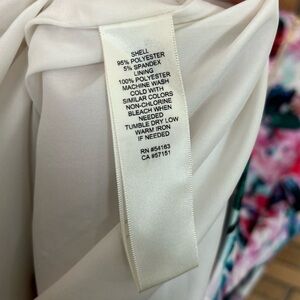 SHELL
95% POLYESTER
5% SPANDEX
LINING
100% POLYESTER
MACHINE WASH
COLD WITH
SIMILAR COLORS
NON-CHLORINE
BLEACH WHEN
NEEDED
TUMBLE DRY LOW
WARM IRON
IF NEEDED
RN #54163
CA #57151